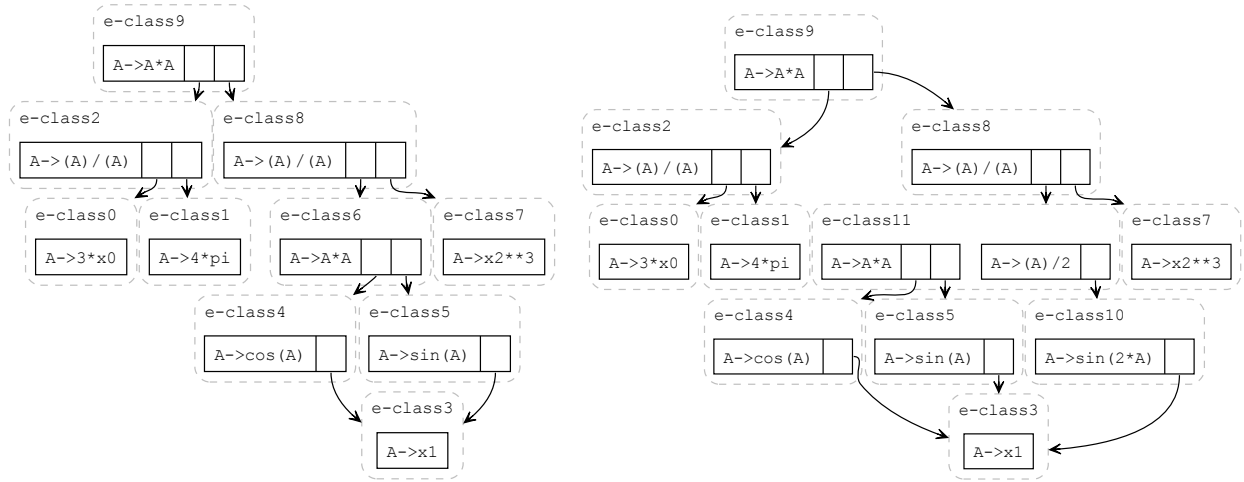 e-class9
A->A*A
e-class2
e-class8
A->(A)/(A)
A->(A)/(A)
e-class0
e-class1
e-class6
e-class7
A->3*x0
A->4*pi
A->A*A
A->x2**3
e-class4
e-class5
A->cos(A)
A->sin(A)
e-class3
A->x1
e-class9
A->A*A
e-class2
e-class8
A->(A)/(A)
A->(A)/(A)
e-class0
e-class1
e-class11
e-class7
A->3*x0
A->4*pi
A->A*A
A->(A)/2
A->x2**3
e-class4
e-class5
e-class10
A->cos(A)
A->sin(A)
A->sin(2*A)
e-class3
A->x1